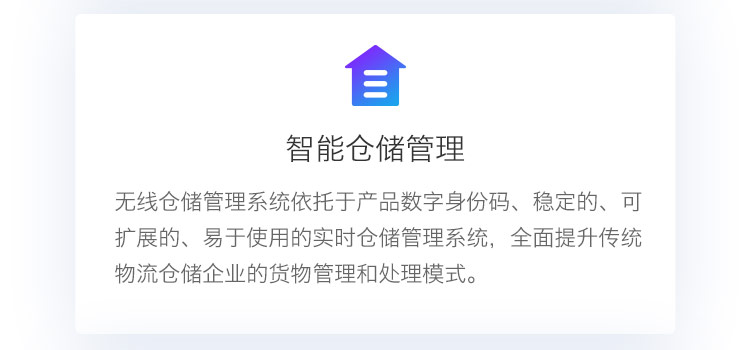 智能仓储管理
无线仓储管理系统依托于产品数字身份码、稳定的、可
扩展的、易于使用的实时仓储管理系统，全面提升传统
物流仓储企业的货物管理和处理模式。